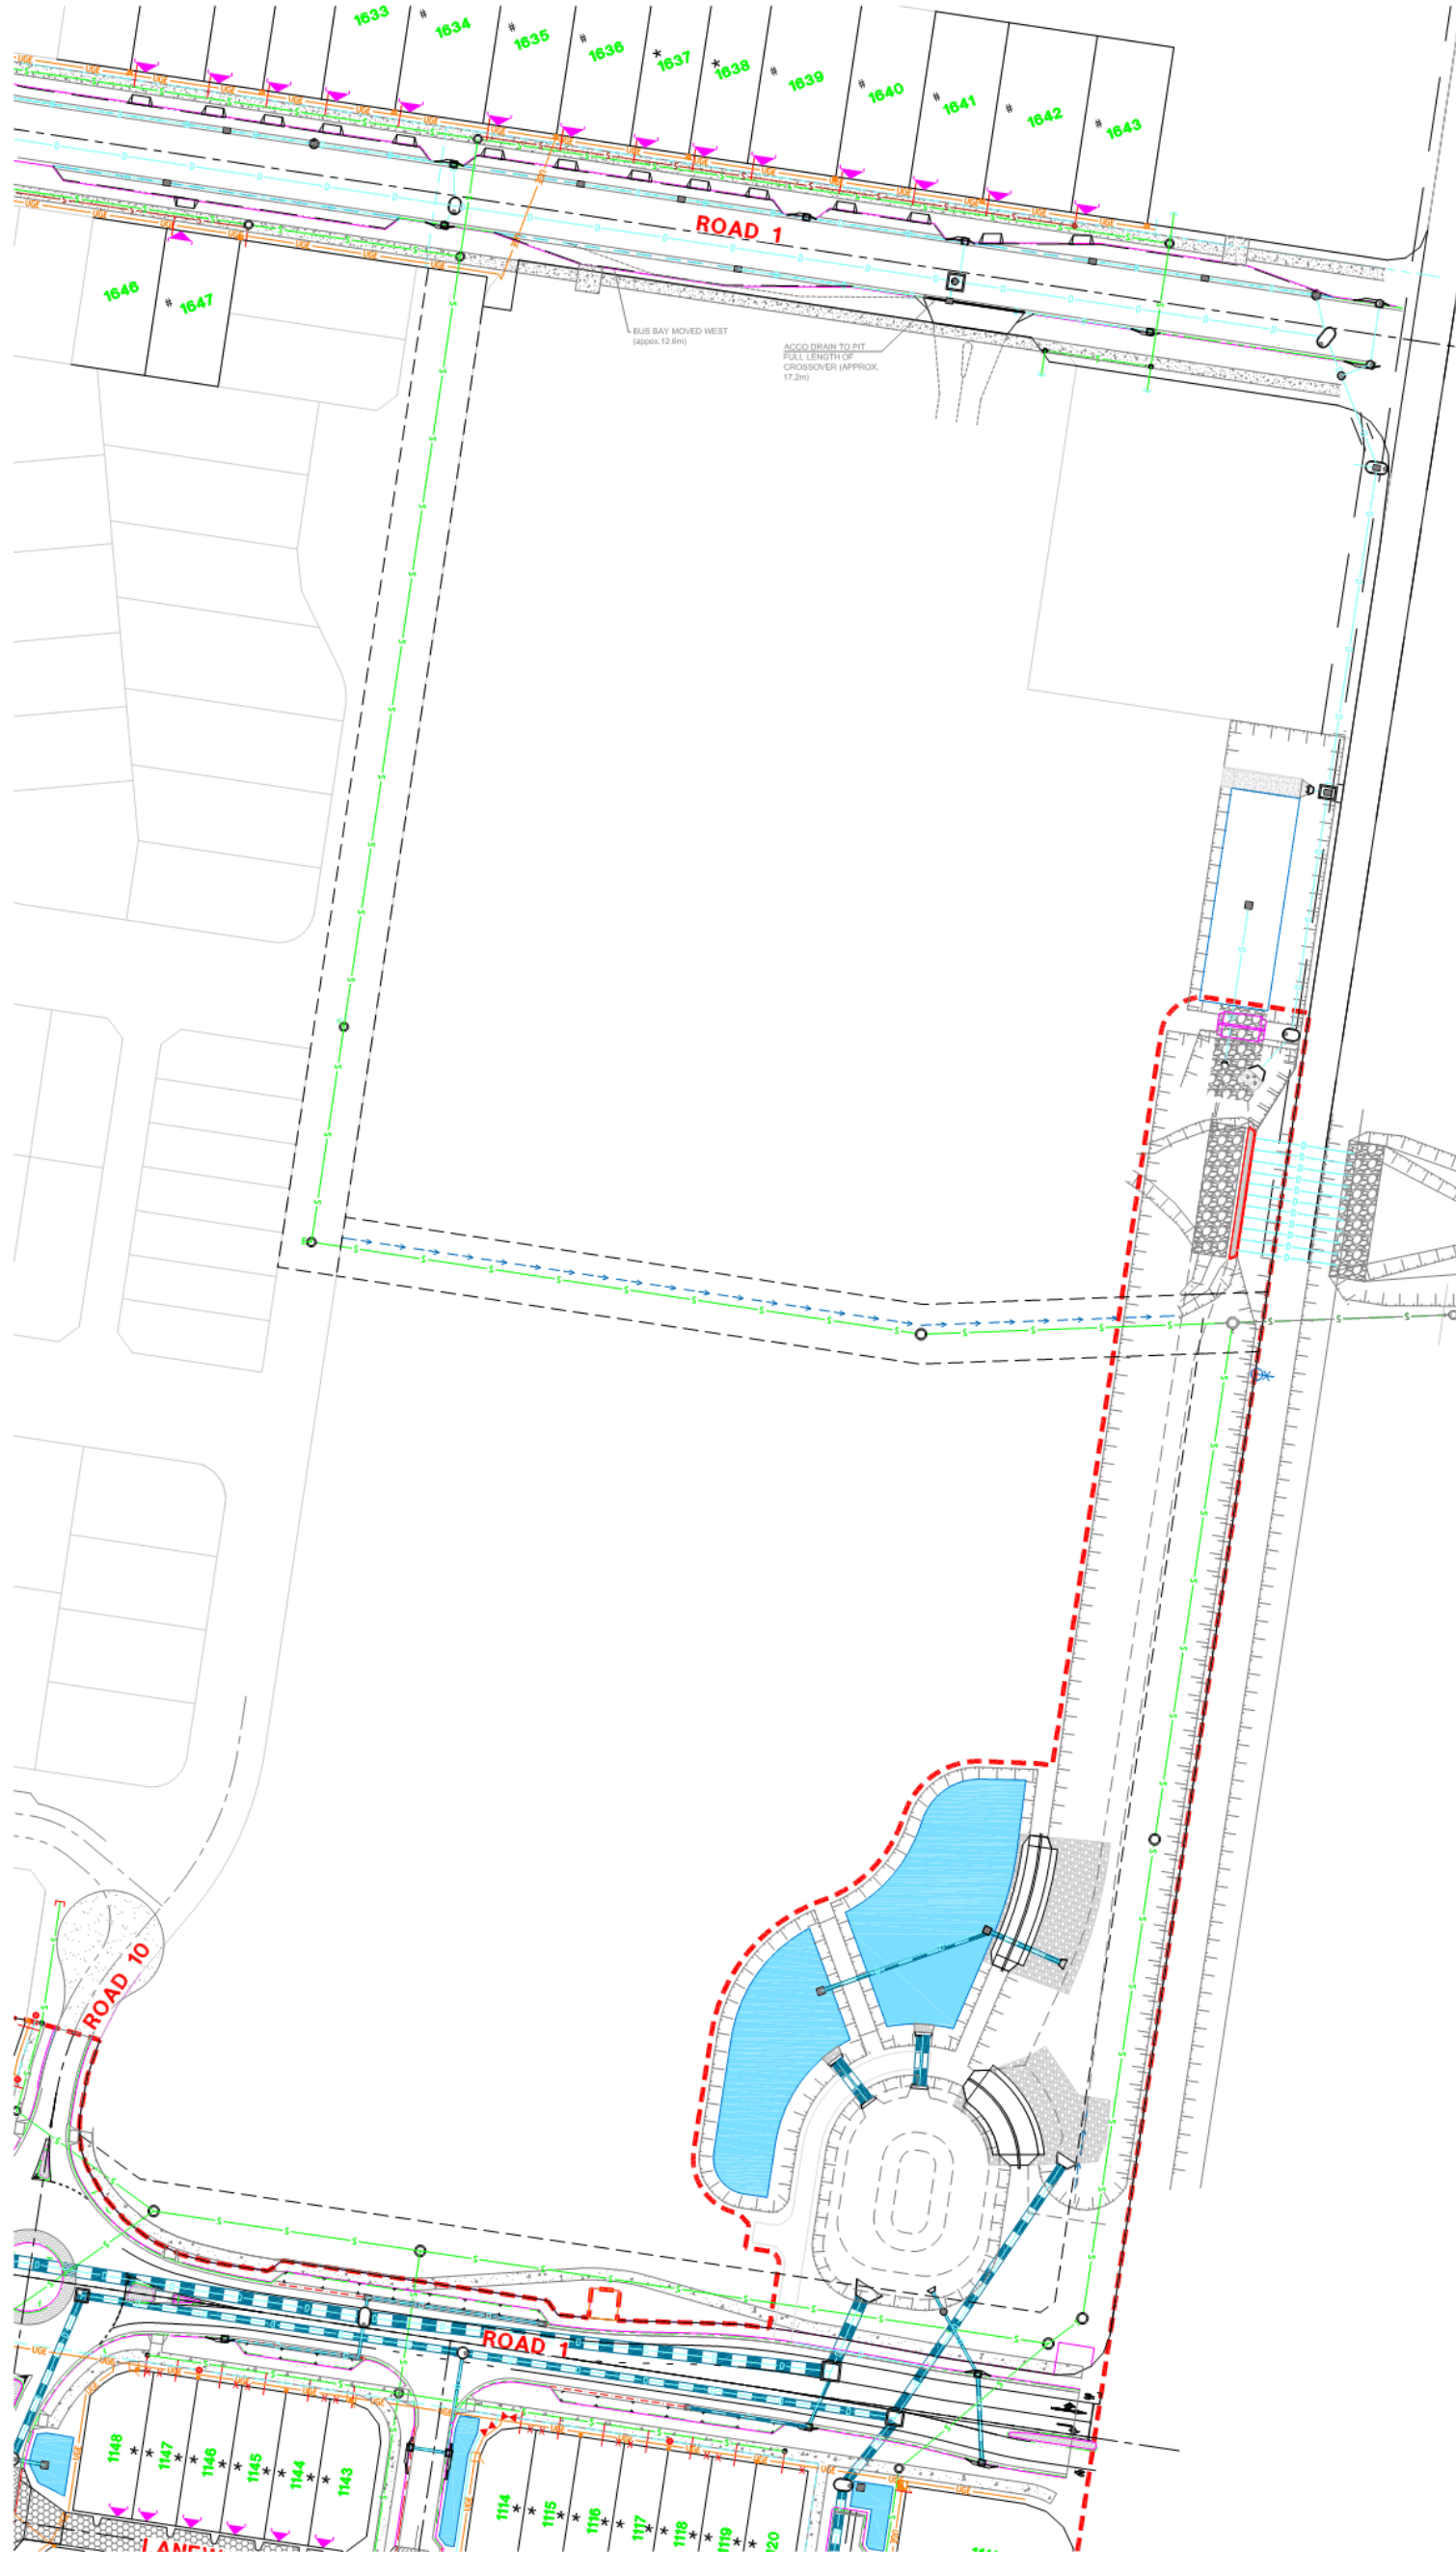 1633
# 1634
# 1635
# 1636
* 1637
* 1638
# 1639
# 1640
# 1641
# 1642
# 1643
UGE
ROAD 1
1646
# 1647
BUS BAY MOVED WEST
(appox.12.6m)
ACCO DRAIN TO PIT
FULL LENGTH OF
CROSSOVER (APPROX.
17.2m)
ROAD 10
ROAD 1
UGE
1148
1147
1146
1145
1144
1143
1114
1115
1116
1117
1118
1119